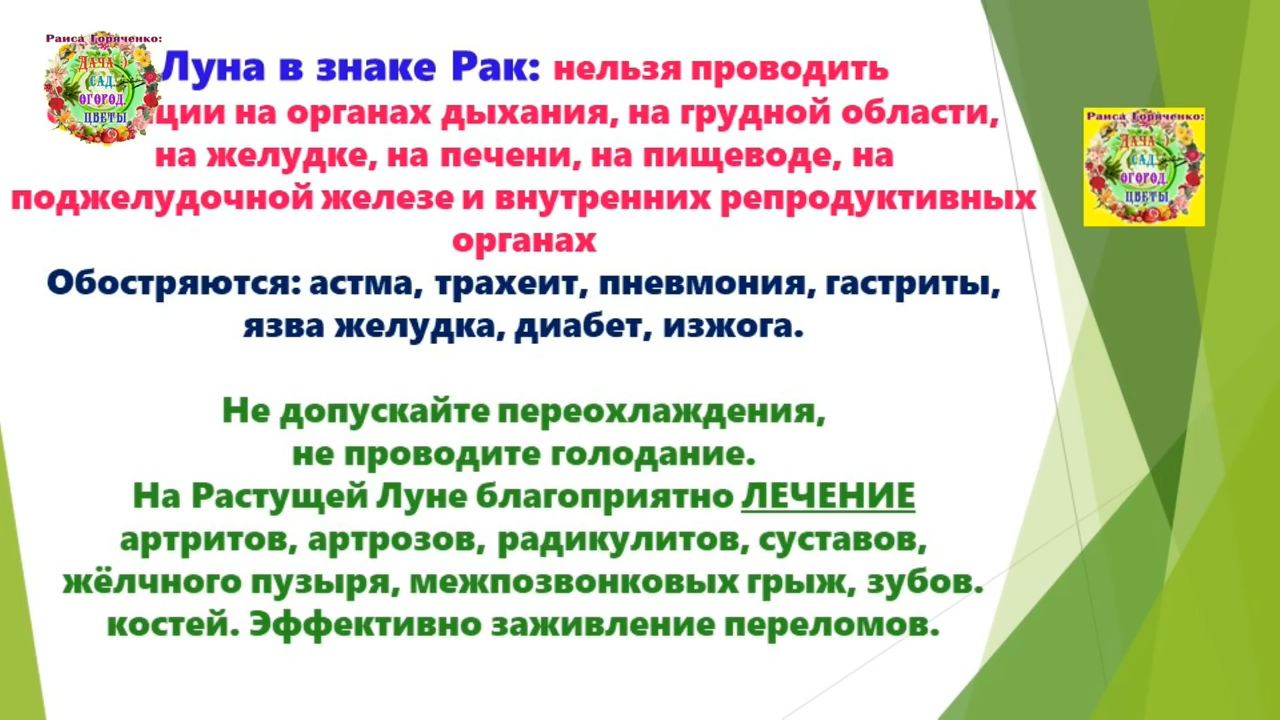 Раиса Горяченко:
ДАЧА
САД,
ОГОРОД,
ЦВЕТЫ
Луна в знаке Рак: нельзя проводить
ции на органах дыхания, на грудной области,
на желудке, на печени, на пищеводе, на
поджелудочной железе и внутренних репродуктивных
органах
Обостряются: астма, трахеит, пневмония, гастриты,
язва желудка, диабет, изжога.
Не допускайте переохлаждения,
не проводите голодание.
На Растущей Луне благоприятно ЛЕЧЕНИЕ
артритов, артрозов, радикулитов, суставов,
жёлчного пузыря, межпозвонковых грыж, зубов.
костей. Эффективно заживление переломов.
Раиса Горяченко:
ДАЧА
САД,
ОГОРОД,
ЦВЕТЫ